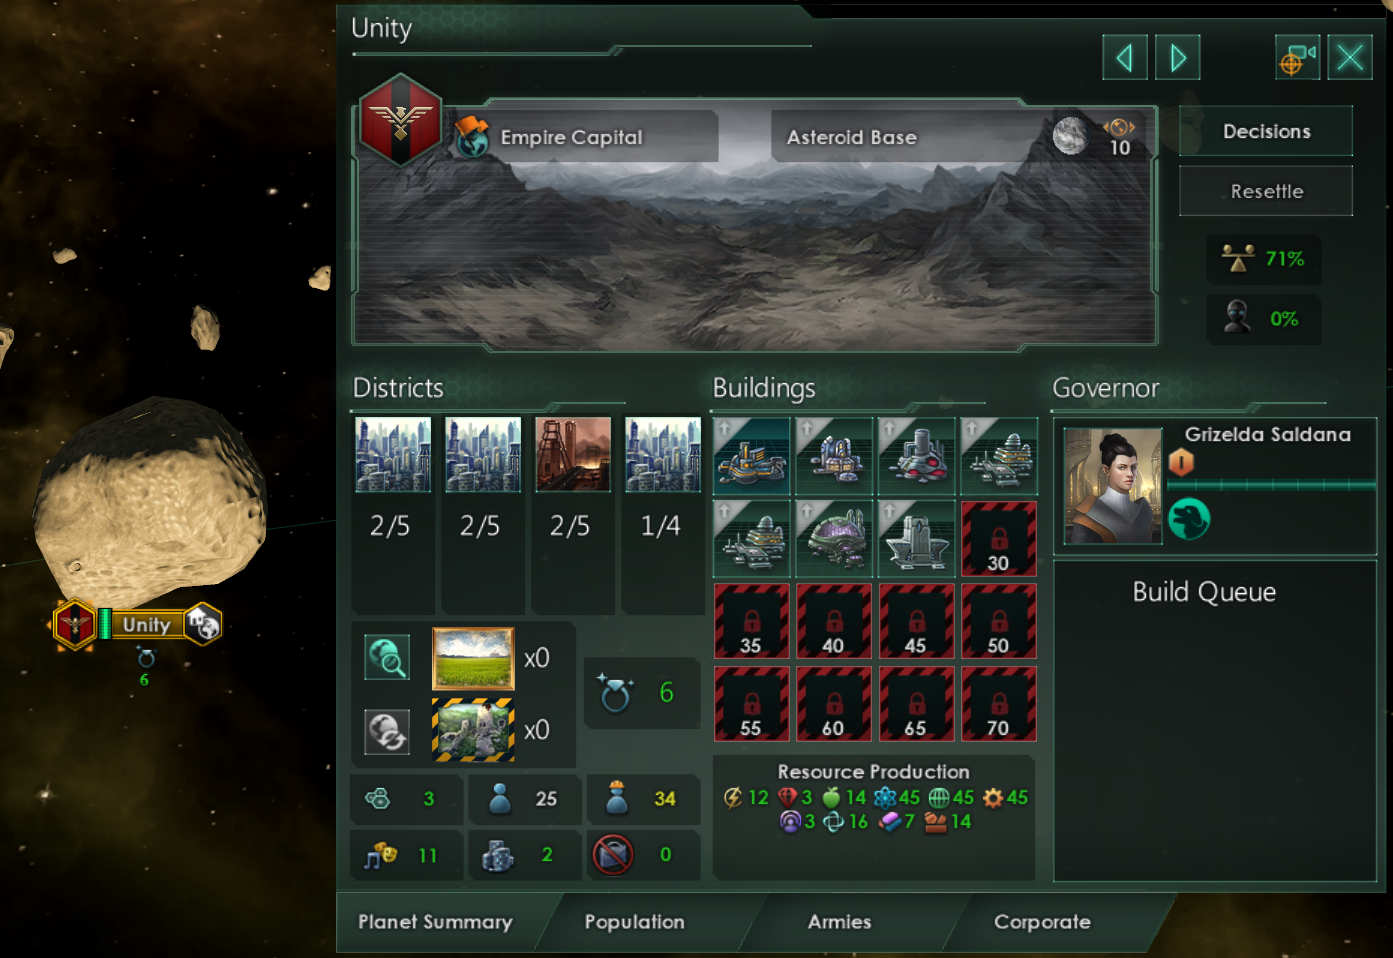 Unity
Empire Capital
Asteroid Base
10
Decisions
Resettle
71%
0%
Districts
Buildings
Governor
2/5
2/5
2/5
1/4
30
35
40
45
50
55
60
65
70
Grizelda Saldana
Build Queue
Unity
6
x0
x0
6
3
25
34
11
2
0
Resource Production
12 3 14 45 45 45
3 16 7 14
Planet Summary
Population
Armies
Corporate